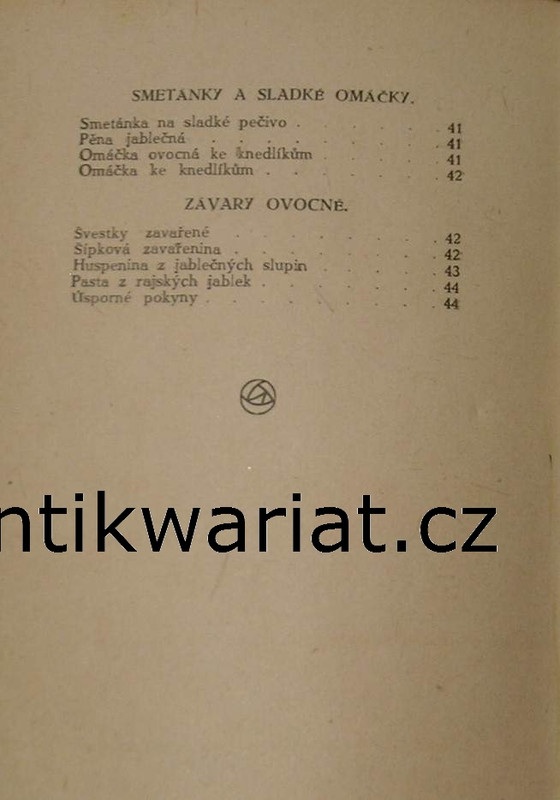 SMETÁNKY A SLADKÉ OMÁČKY.
Smetánka na sladké pečivo . . . . . . 41
Pěna jablečná . . . . . . . . 41
Omáčka ovocná ke knedlíkům . . . . . 41
Omáčka ke knedlíkům . . . . . . . 42
ZÁVARY OVOCNÉ.
Švestky zavařené . . . . . . . 42
Šípková zavařenina . . . . . . . . 42
Huspenina z jablečných slupin . . . . . 43
Pasta z rajských jablek . . . . . . . 44
Úsporné pokyny . . . . . . . . . 44
ntikwariat.cz